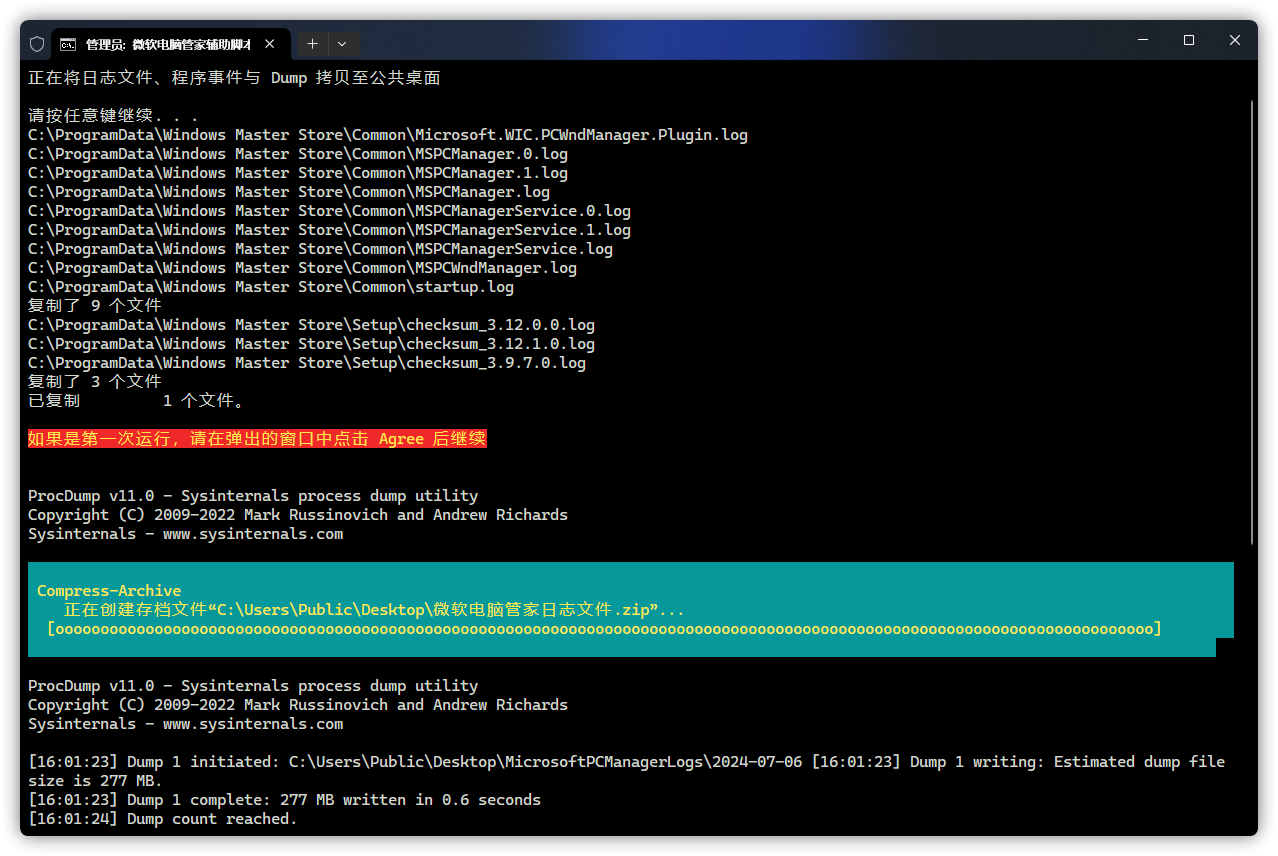 管理员: 微软电脑管家辅助脚本
正在将日志文件、程序事件与 Dump 拷贝至公共桌面
请按任意键继续. . .
C:\ProgramData\Windows Master Store\Common\Microsoft.WIC.PCWndManager.Plugin.log
C:\ProgramData\Windows Master Store\Common\MSPCManager.0.log
C:\ProgramData\Windows Master Store\Common\MSPCManager.1.log
C:\ProgramData\Windows Master Store\Common\MSPCManager.log
C:\ProgramData\Windows Master Store\Common\MSPCManagerService.0.log
C:\ProgramData\Windows Master Store\Common\MSPCManagerService.1.log
C:\ProgramData\Windows Master Store\Common\MSPCManagerService.log
C:\ProgramData\Windows Master Store\Common\MSPCWndManager.log
C:\ProgramData\Windows Master Store\Common\startup.log
复制了 9 个文件
C:\ProgramData\Windows Master Store\Setup\checksum_3.12.0.0.log
C:\ProgramData\Windows Master Store\Setup\checksum_3.12.1.0.log
C:\ProgramData\Windows Master Store\Setup\checksum_3.9.7.0.log
复制了 3 个文件
已复制         1 个文件。
如果是第一次运行，请在弹出的窗口中点击 Agree 后继续
ProcDump v11.0 - Sysinternals process dump utility
Copyright (C) 2009-2022 Mark Russinovich and Andrew Richards
Sysinternals - www.sysinternals.com
Compress-Archive
正在创建存档文件“C:\Users\Public\Desktop\微软电脑管家日志文件.zip”...
[oooooooooooooooooooooooooooooooooooooooooooooooooooooooooooooooooooooooooooooooooooooooooooooooooooooooooooooooooooooooooo]
ProcDump v11.0 - Sysinternals process dump utility
Copyright (C) 2009-2022 Mark Russinovich and Andrew Richards
Sysinternals - www.sysinternals.com
[16:01:23] Dump 1 initiated: C:\Users\Public\Desktop\MicrosoftPCManagerLogs\2024-07-06 [16:01:23] Dump 1 writing: Estimated dump file
size is 277 MB.
[16:01:23] Dump 1 complete: 277 MB written in 0.6 seconds
[16:01:24] Dump count reached.